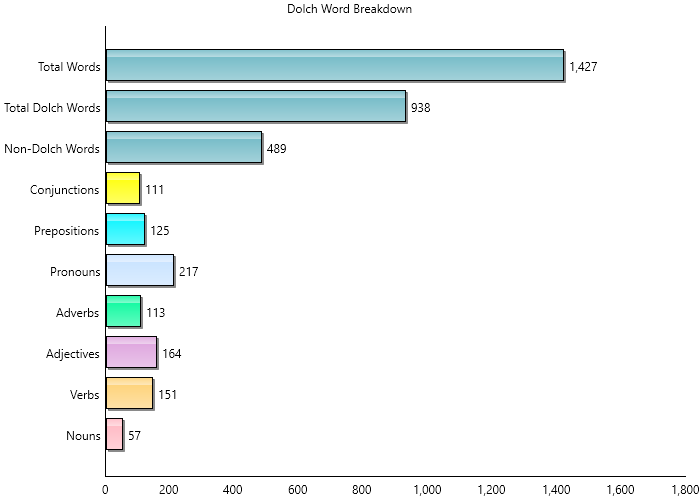 Dolch Word Breakdown
Total Words 1,427
Total Dolch Words 938
Non-Dolch Words 489
Conjunctions 111
Prepositions 125
Pronouns 217
Adverbs 113
Adjectives 164
Verbs 151
Nouns 57
0 200 400 600 800 1,000 1,200 1,400 1,600 1,800